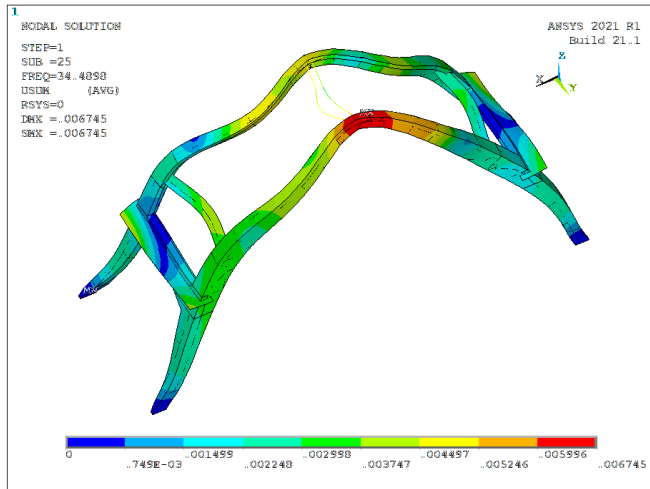 1
NODAL SOLUTION
STEP=1
SUB =25
FREQ=34.4898
USUM (AVG)
RSYS=0
DMX =.006745
SMX =.006745
ANSYS 2021 R1
Build 21.1
Z
X
Y
MX
MN
0
.749E-03
.001499
.002248
.002998
.003747
.004497
.005246
.005996
.006745